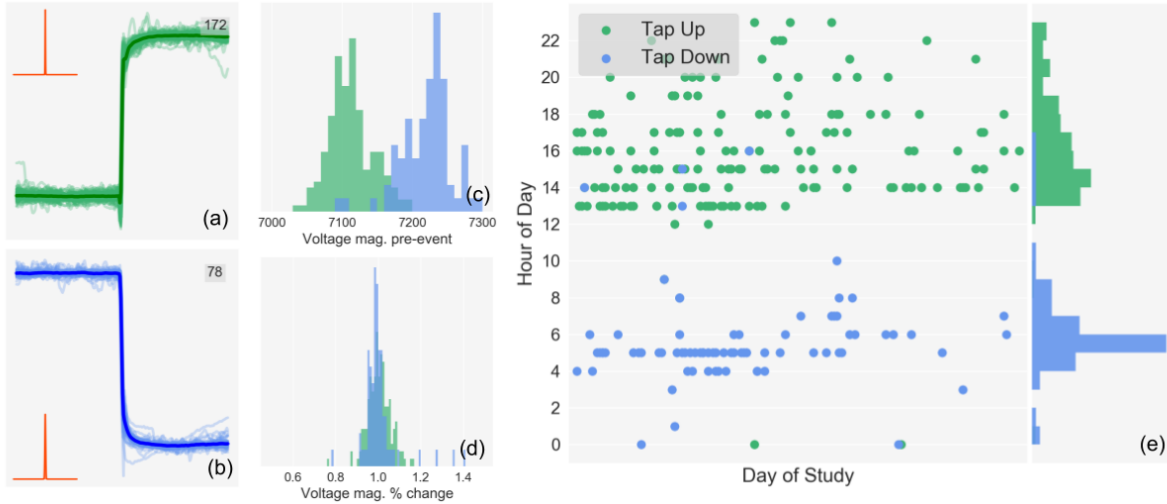 172
(a)
78
(b)
(c)
7000 7100 7200 7300
Voltage mag. pre-event
(d)
0.6 0.8 1.0 1.2 1.4
Voltage mag. % change
Tap Up
Tap Down
22
20
18
16
14
12
10
8
6
4
2
0
Hour of Day
Day of Study
(e)